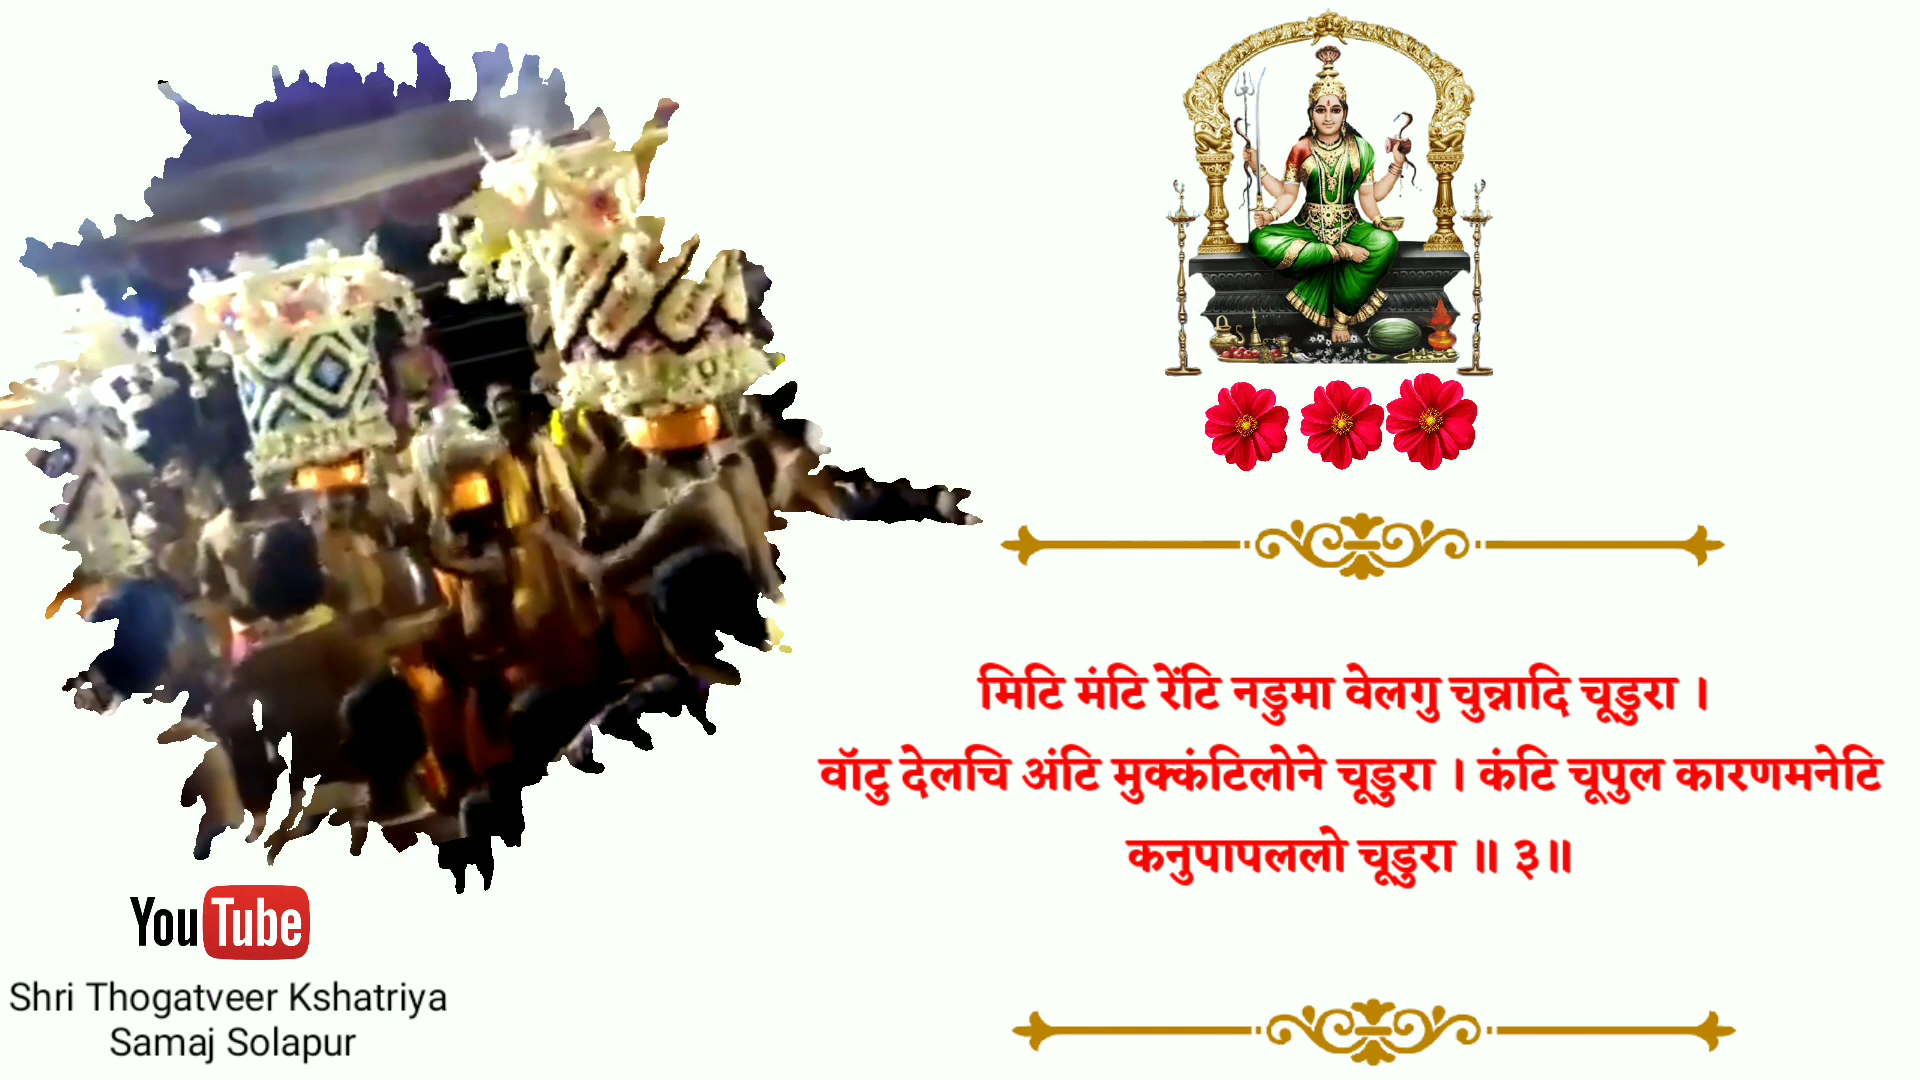 मिटि मंटि रेंटि नडुमा वेलगु चुन्नादि चूडुरा ।
वॉटु देलचि अंटि मुक्कंटिलोने चूडुरा । कंटि चूपुल कारणमनेटि
कनुपापललो चूडुरा ॥ ३॥
YouTube
Shri Thogatveer Kshatriya
Samaj Solapur